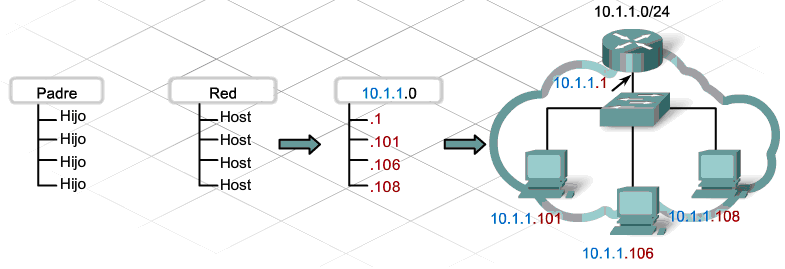 10.1.1.0/24
Padre
Hijo
Hijo
Hijo
Hijo
Red
Host
Host
Host
Host
10.1.1.0
.1
.101
.106
.108
10.1.1.1
10.1.1.101
10.1.1.106
10.1.1.108